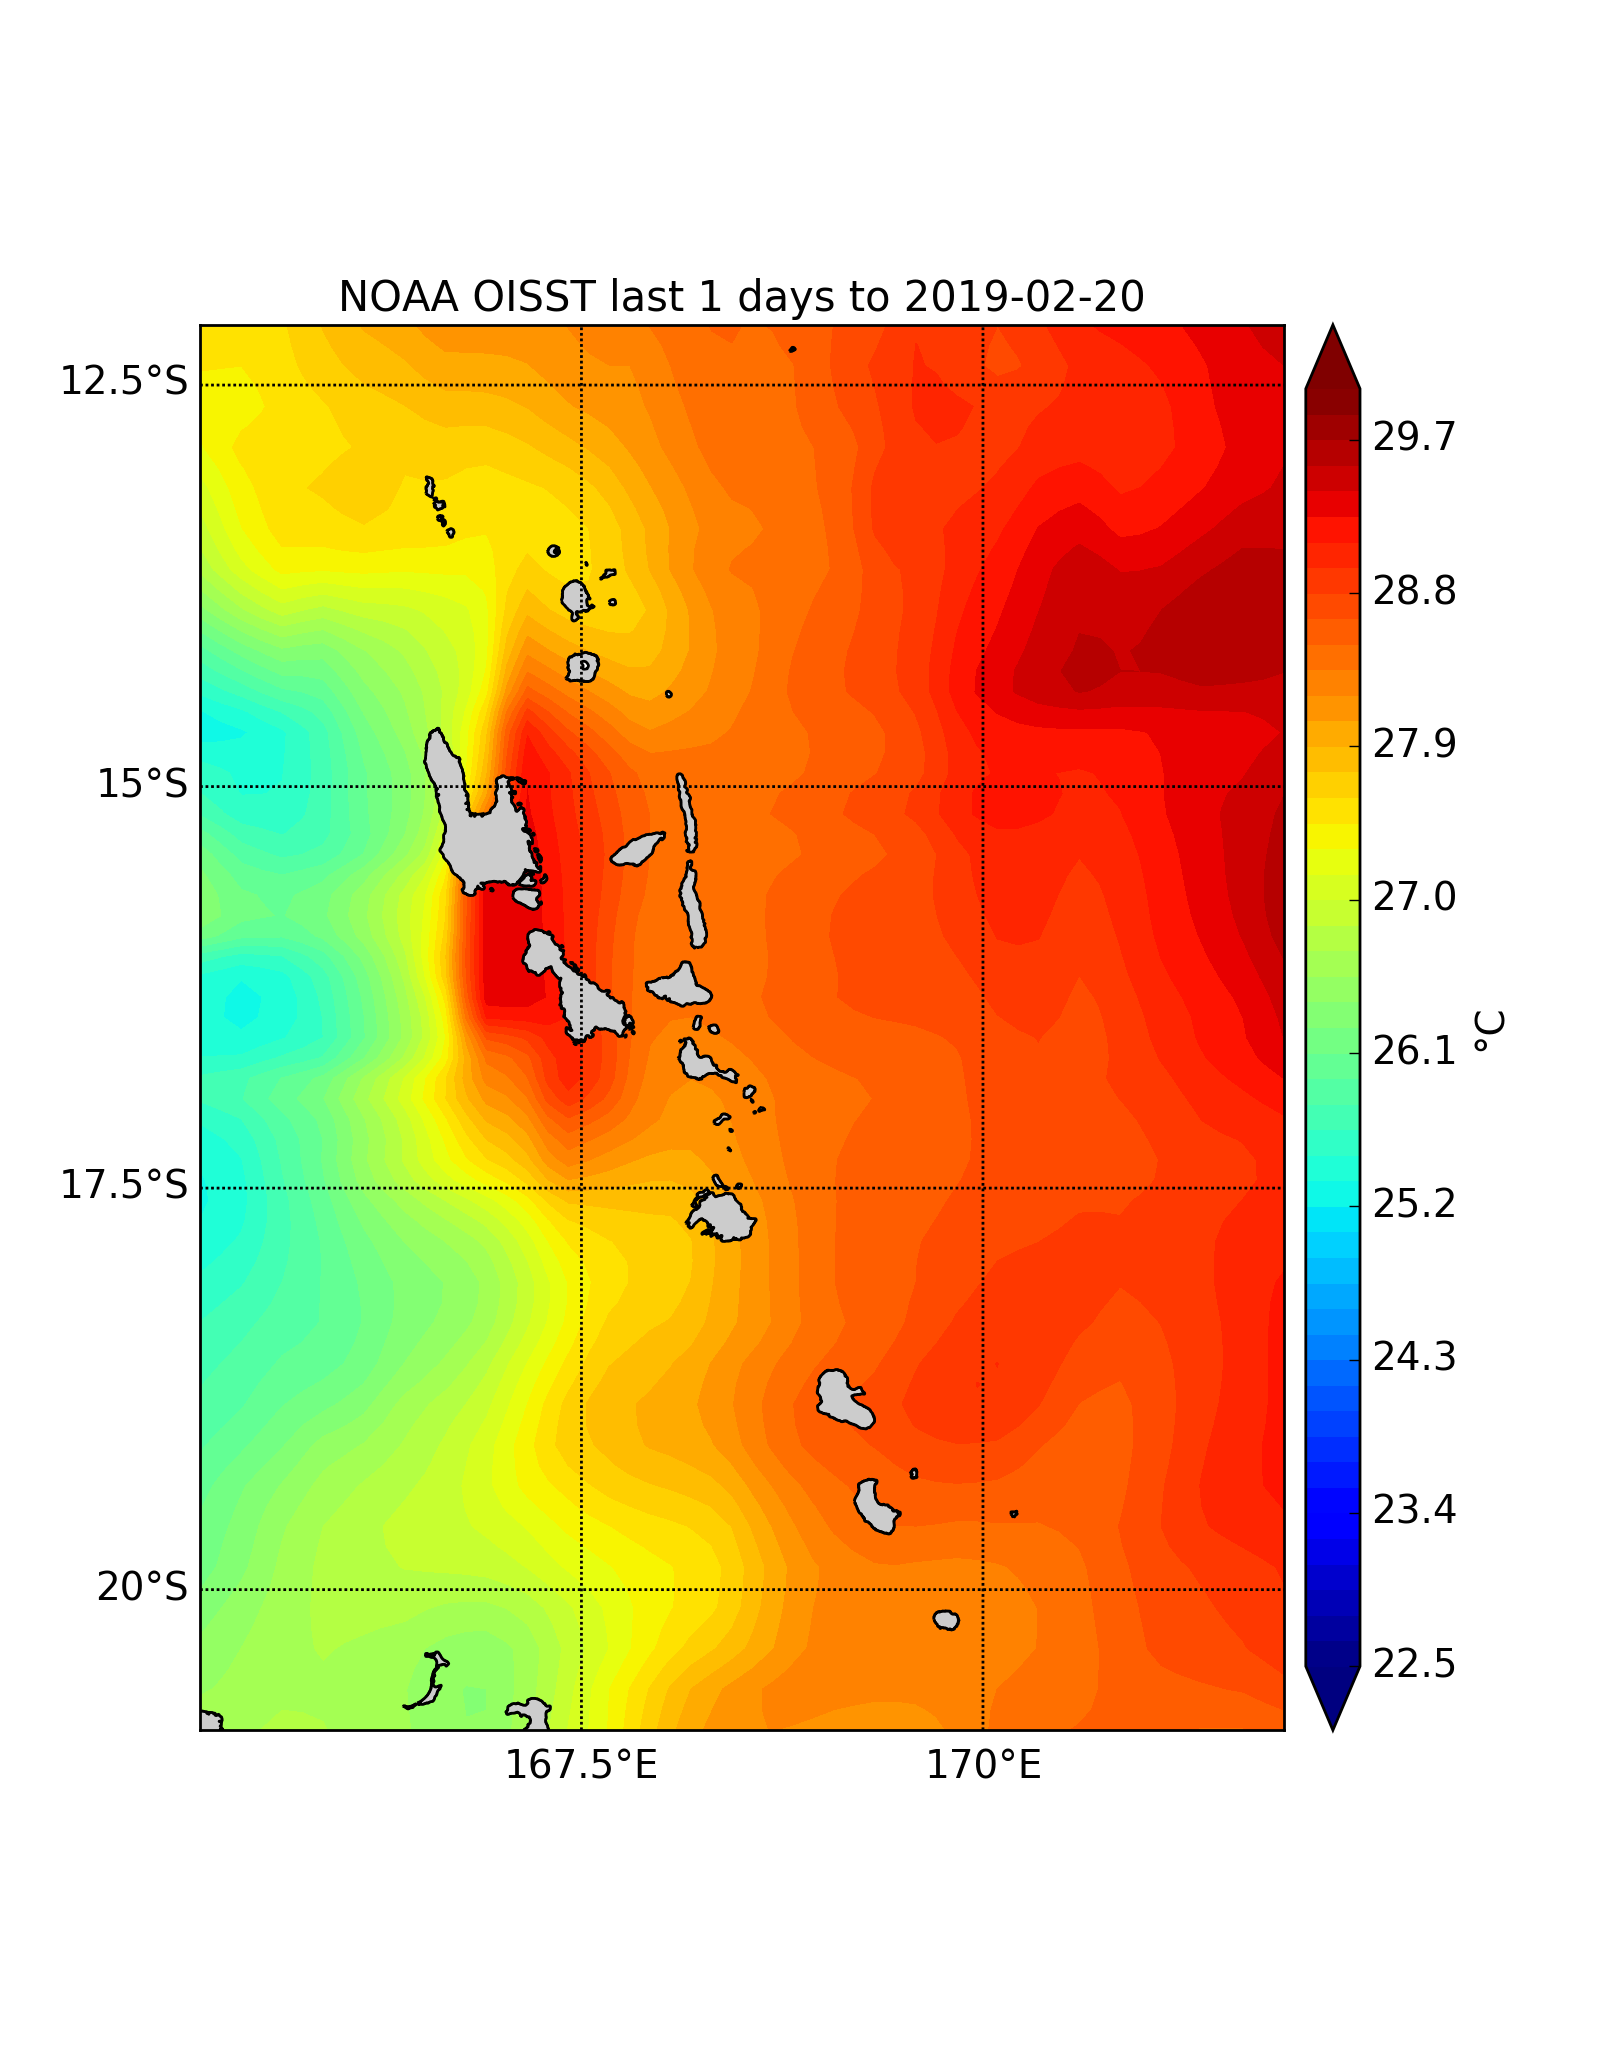 NOAA OISST last 1 days to 2019-02-20
12.5°S
15°S
17.5°S
20°S
167.5°E
170°E
29.7
28.8
27.9
27.0
26.1
25.2
24.3
23.4
22.5
°C